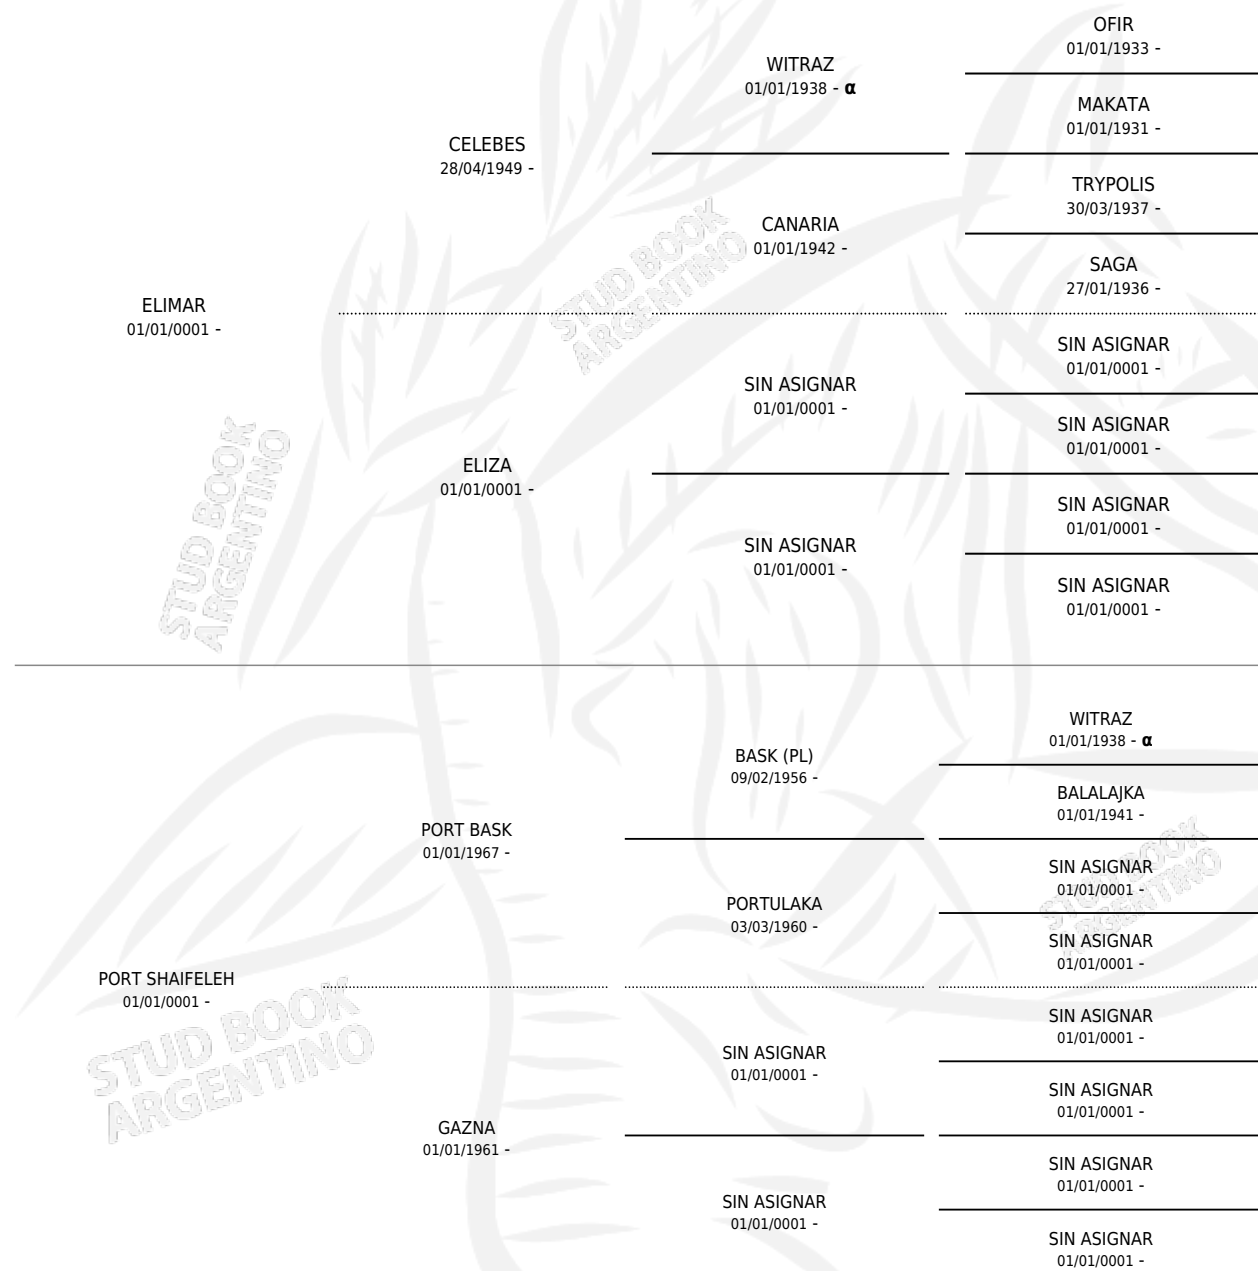 OFIR
01/01/1933 -
WITRAZ
01/01/1938 - α
MAKATA
01/01/1931 -
CELEBES
28/04/1949 -
TRYPOLIS
30/03/1937 -
CANARIA
01/01/1942 -
SAGA
27/01/1936 -
ELIMAR
01/01/0001 -
SIN ASIGNAR
01/01/0001 -
SIN ASIGNAR
01/01/0001 -
SIN ASIGNAR
01/01/0001 -
ELIZA
01/01/0001 -
SIN ASIGNAR
01/01/0001 -
SIN ASIGNAR
01/01/0001 -
SIN ASIGNAR
01/01/0001 -
STUD BOOK
ARGENTINO
STUD BOOK
ARGENTINO
WITRAZ
01/01/1938 - α
BASK (PL)
09/02/1956 -
BALALAJKA
01/01/1941 -
PORT BASK
01/01/1967 -
SIN ASIGNAR
01/01/0001 -
PORTULAKA
03/03/1960 -
SIN ASIGNAR
01/01/0001 -
PORT SHAIFELEH
01/01/0001 -
SIN ASIGNAR
01/01/0001 -
SIN ASIGNAR
01/01/0001 -
SIN ASIGNAR
01/01/0001 -
GAZNA
01/01/1961 -
SIN ASIGNAR
01/01/0001 -
SIN ASIGNAR
01/01/0001 -
SIN ASIGNAR
01/01/0001 -
STUD BOOK
ARGENTINO
STUD BOOK
ARGENTINO